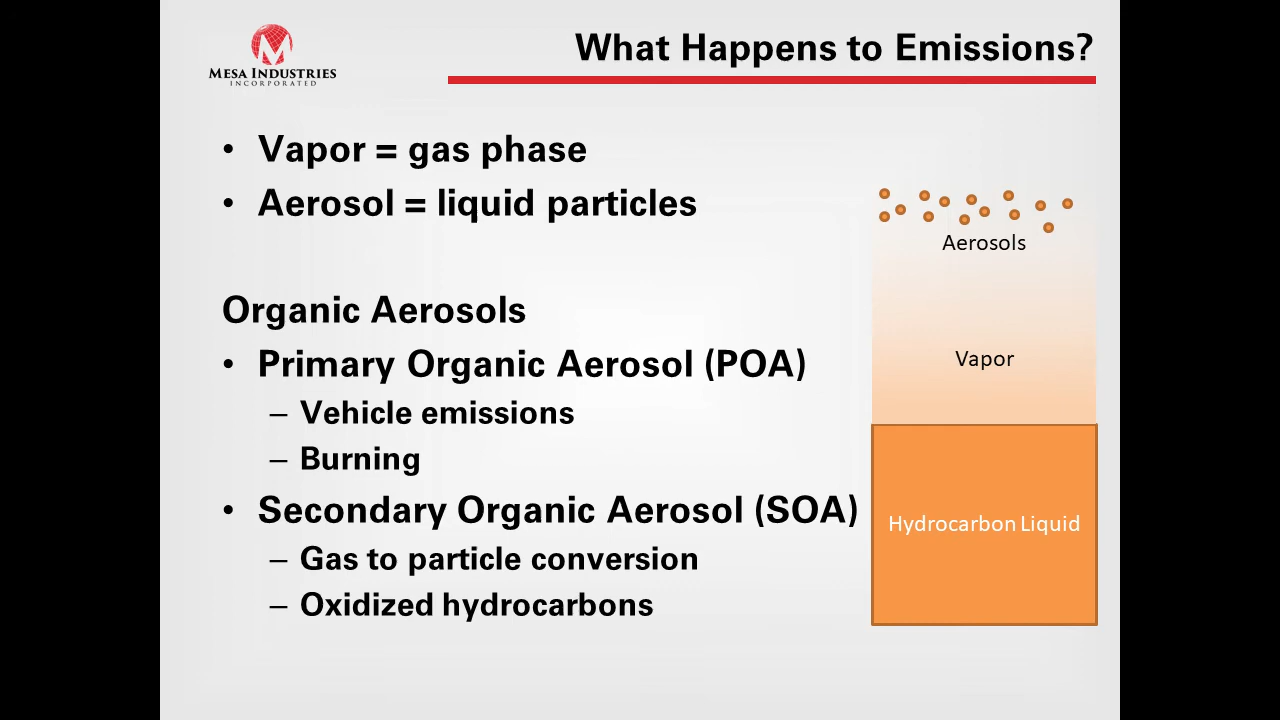 MESA INDUSTRIES
INCORPORATED
What Happens to Emissions?
• Vapor = gas phase
• Aerosol = liquid particles
Organic Aerosols
• Primary Organic Aerosol (POA)
– Vehicle emissions
– Burning
• Secondary Organic Aerosol (SOA)
– Gas to particle conversion
– Oxidized hydrocarbons
Aerosols
Vapor
Hydrocarbon Liquid